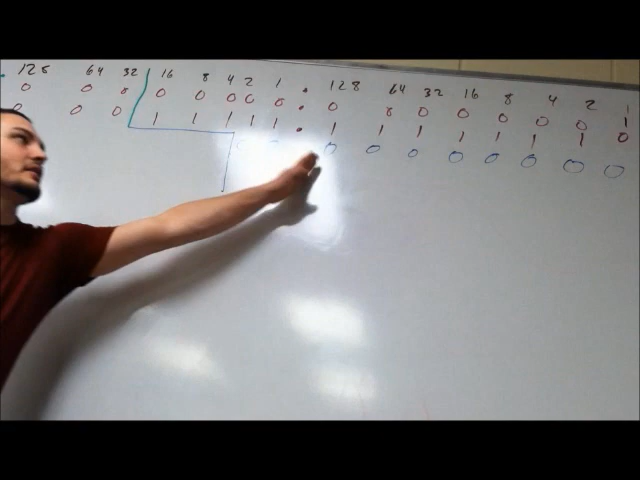 . 128 64 32 16 8 4 2 1 . 128 64 32 16 8 4 2 1
0 0 0 0 0 0 0 0 . 0 0 0 0 0 0 0 1
0 0 0 1 1 1 1 1 . 1 1 1 1 1 1 1 0
0 0 0 0 0 0 0 0